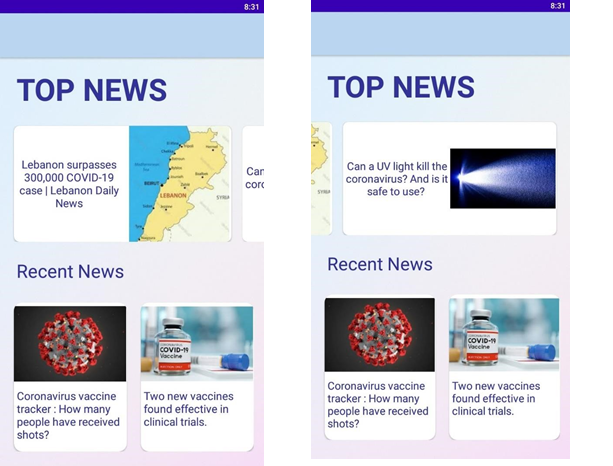 8:31
TOP NEWS
Lebanon surpasses
300,000 COVID-19
case | Lebanon Daily
News
BEIRUT
LEBANON
SYRIA
Can
coro
Recent News
CORONAVIRUS
COVID-19
Vaccine
Coronavirus vaccine
tracker : How many
people have received
shots?
Two new vaccines
found effective in
clinical trials.
8:31
TOP NEWS
Can a UV light kill the
coronavirus? And is it
safe to use?
Recent News
CORONAVIRUS
COVID-19
Vaccine
Coronavirus vaccine
tracker : How many
people have received
shots?
Two new vaccines
found effective in
clinical trials.